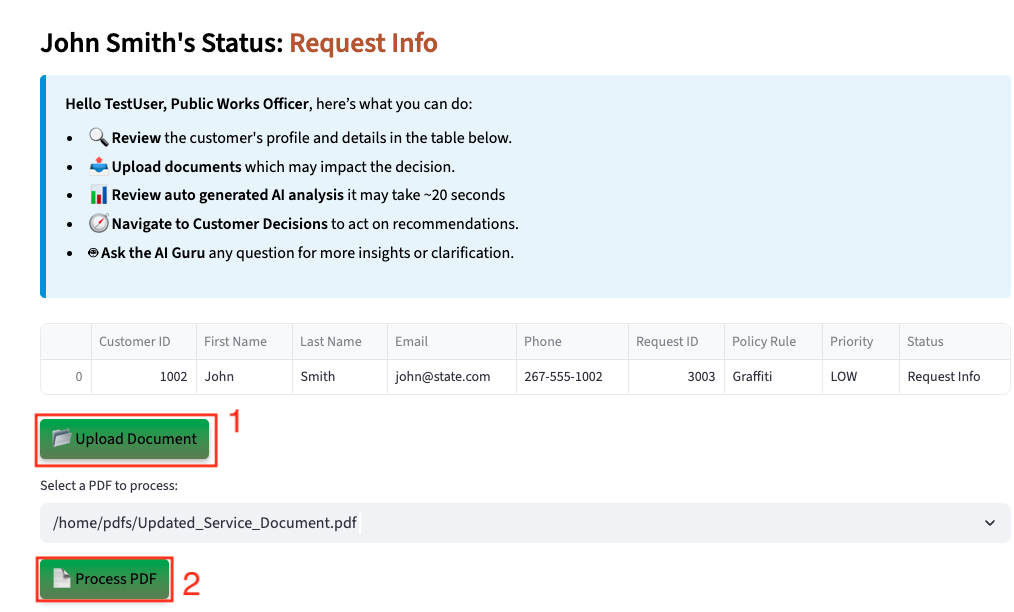 John Smith's Status: Request Info
Hello TestUser, Public Works Officer, here’s what you can do:
Review the customer's profile and details in the table below.
Upload documents which may impact the decision.
Review auto generated AI analysis it may take ~20 seconds
Navigate to Customer Decisions to act on recommendations.
Ask the AI Guru any question for more insights or clarification.
Customer ID First Name Last Name Email Phone Request ID Policy Rule Priority Status
0 1002 John Smith john@state.com 267-555-1002 3003 Graffiti LOW Request Info
Upload Document 1
Select a PDF to process:
/home/pdfs/Updated_Service_Document.pdf
Process PDF 2